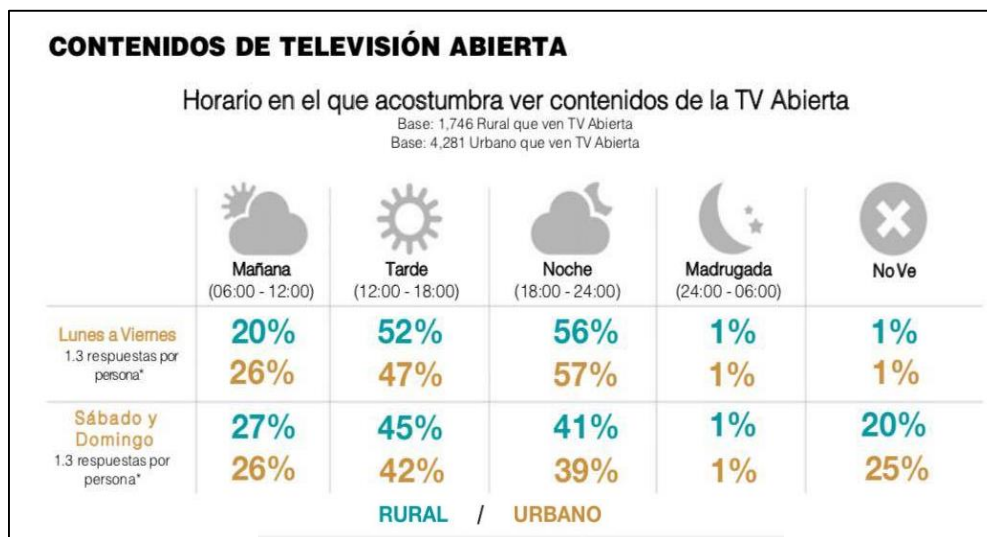 CONTENIDOS DE TELEVISIÓN ABIERTA
Horario en el que acostumbra ver contenidos de la TV Abierta
Base: 1,746 Rural que ven TV Abierta
Base: 4,281 Urbano que ven TV Abierta
Mañana Tarde Noche Madrugada No Ve
(06:00 - 12:00) (12:00 - 18:00) (18:00 - 24:00) (24:00 - 06:00)
Lunes a Viernes
1.3 respuestas por
persona*
20% 52% 56% 1% 1%
26% 47% 57% 1% 1%
Sábado y
Domingo
1.3 respuestas por
persona*
27% 45% 41% 1% 20%
26% 42% 39% 1% 25%
RURAL / URBANO